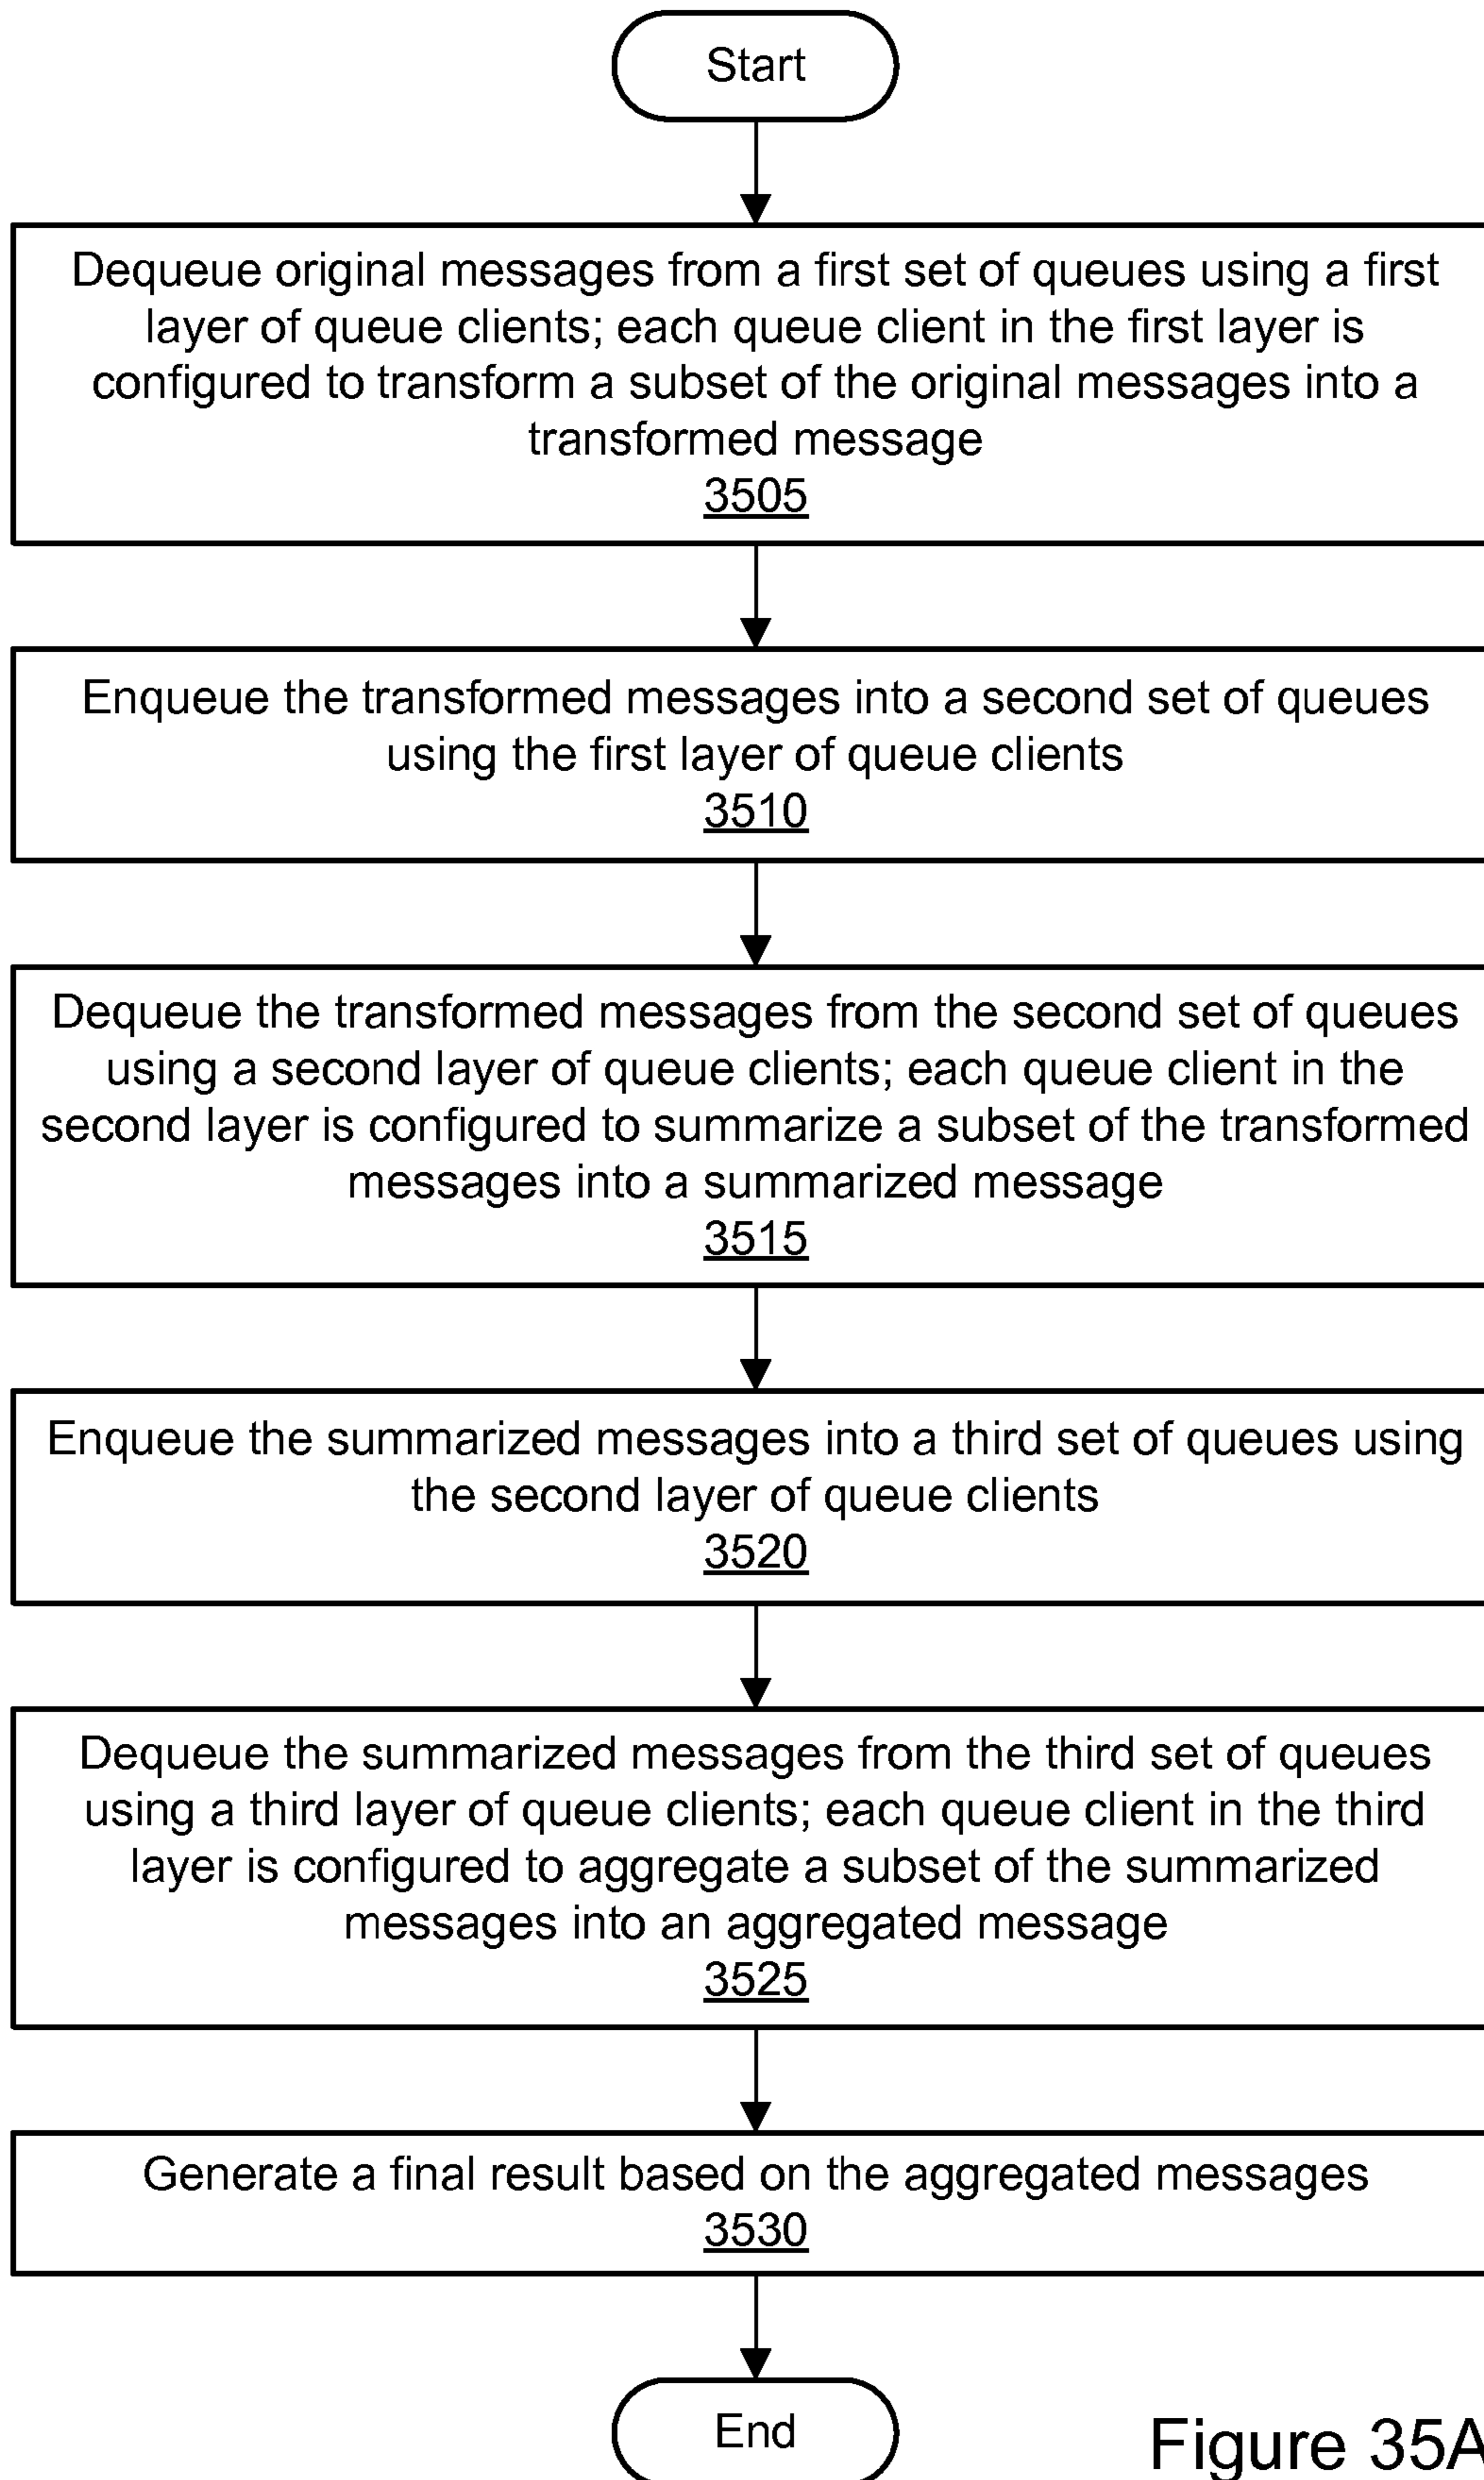 Start
Dequeue original messages from a first set of queues using a first
layer of queue clients; each queue client in the first layer is
configured to transform a subset of the original messages into a
transformed message
3505
Enqueue the transformed messages into a second set of queues
using the first layer of queue clients
3510
Dequeue the transformed messages from the second set of queues
using a second layer of queue clients; each queue client in the
second layer is configured to summarize a subset of the transformed
messages into a summarized message
3515
Enqueue the summarized messages into a third set of queues using
the second layer of queue clients
3520
Dequeue the summarized messages from the third set of queues
using a third layer of queue clients; each queue client in the third
layer is configured to aggregate a subset of the summarized
messages into an aggregated message
3525
Generate a final result based on the aggregated messages
3530
End
Figure 35A